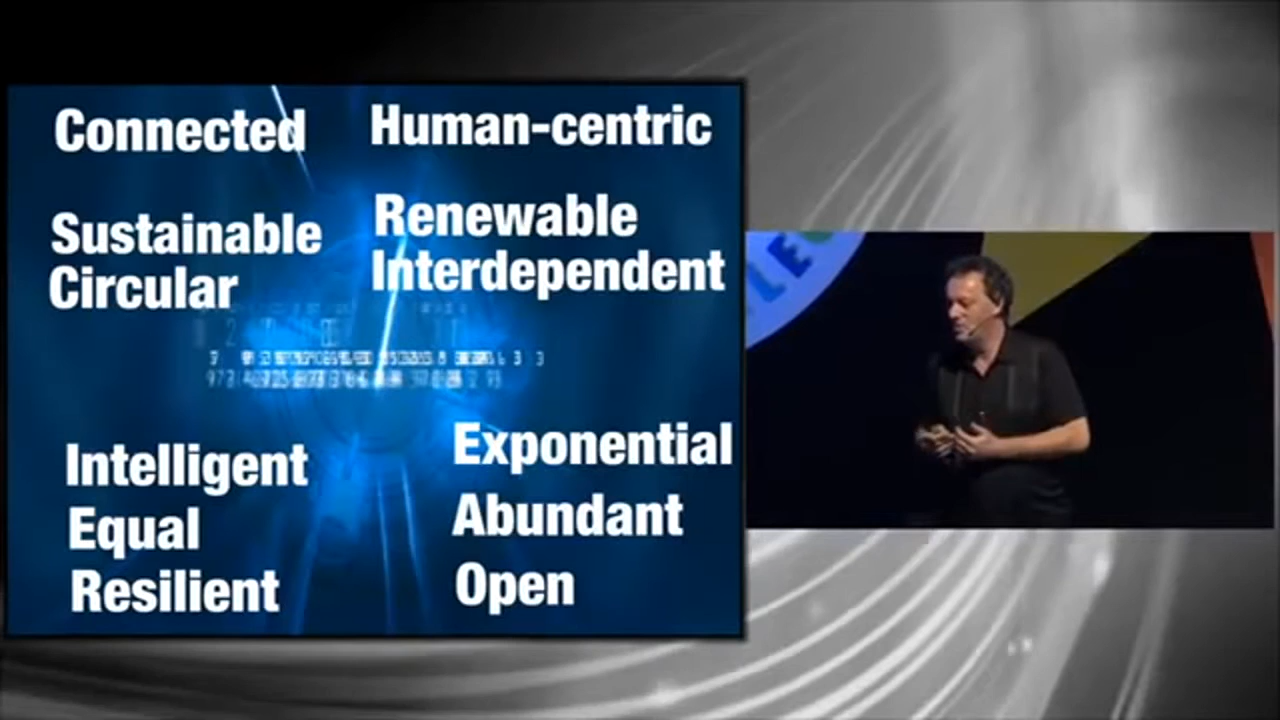 Connected
Human-centric
Sustainable
Circular
Renewable
Interdependent
Intelligent
Equal
Resilient
Exponential
Abundant
Open